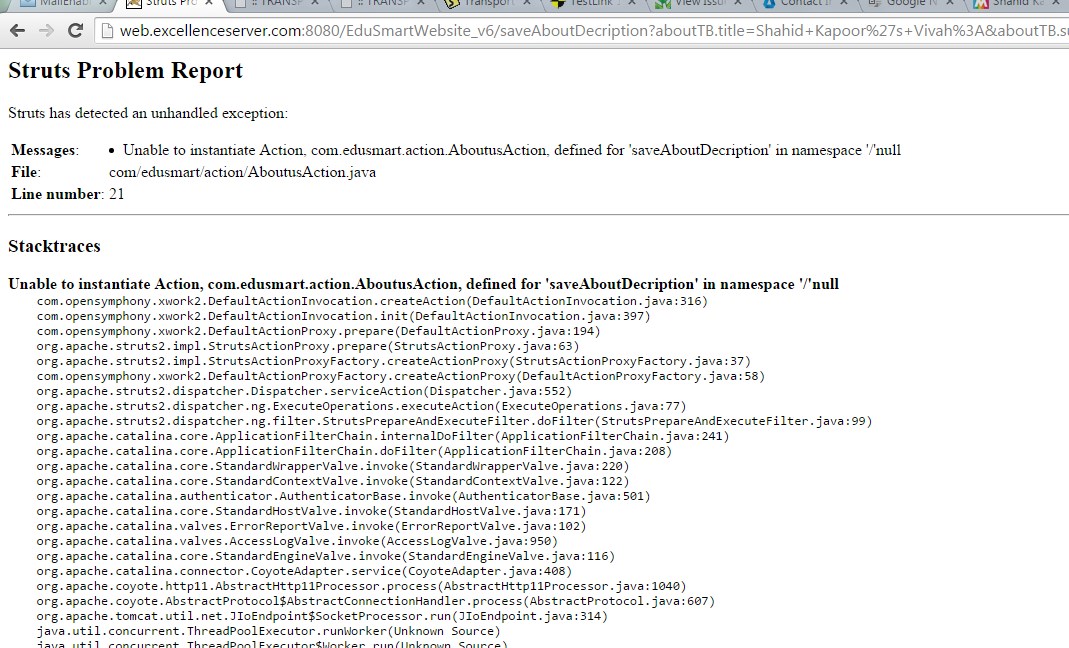 MailEnab
Struts Pro
:: TRANSP
:: TRANSP
Transport
TestLink
View Issu
Contact I
Google
Shahid K
web.excellenceserver.com:8080/EduSmartWebsite_v6/saveAboutDecription?aboutTB.title=Shahid+Kapoor%27s+Vivah%3A&aboutTB.su
Struts Problem Report
Struts has detected an unhandled exception:
Messages: • Unable to instantiate Action, com.edusmart.action.AboutusAction, defined for 'saveAboutDecription' in namespace '/'null
File: com/edusmart/action/AboutusAction.java
Line number: 21
Stacktraces
Unable to instantiate Action, com.edusmart.action.AboutusAction, defined for 'saveAboutDecription' in namespace '/'null
com.opensymphony.xwork2.DefaultActionInvocation.createAction(DefaultActionInvocation.java:316)
com.opensymphony.xwork2.DefaultActionInvocation.init(DefaultActionInvocation.java:397)
com.opensymphony.xwork2.DefaultActionProxy.prepare(DefaultActionProxy.java:194)
org.apache.struts2.impl.StrutsActionProxy.prepare(StrutsActionProxy.java:63)
org.apache.struts2.impl.StrutsActionProxyFactory.createActionProxy(StrutsActionProxyFactory.java:37)
com.opensymphony.xwork2.DefaultActionProxyFactory.createActionProxy(DefaultActionProxyFactory.java:58)
org.apache.struts2.dispatcher.Dispatcher.serviceAction(Dispatcher.java:552)
org.apache.struts2.dispatcher.ng.ExecuteOperations.executeAction(ExecuteOperations.java:77)
org.apache.struts2.dispatcher.ng.filter.StrutsPrepareAndExecuteFilter.doFilter(StrutsPrepareAndExecuteFilter.java:99)
org.apache.catalina.core.ApplicationFilterChain.internalDoFilter(ApplicationFilterChain.java:241)
org.apache.catalina.core.ApplicationFilterChain.doFilter(ApplicationFilterChain.java:208)
org.apache.catalina.core.StandardWrapperValve.invoke(StandardWrapperValve.java:220)
org.apache.catalina.core.StandardContextValve.invoke(StandardContextValve.java:122)
org.apache.catalina.authenticator.AuthenticatorBase.invoke(AuthenticatorBase.java:501)
org.apache.catalina.core.StandardHostValve.invoke(StandardHostValve.java:171)
org.apache.catalina.valves.ErrorReportValve.invoke(ErrorReportValve.java:102)
org.apache.catalina.valves.AccessLogValve.invoke(AccessLogValve.java:950)
org.apache.catalina.core.StandardEngineValve.invoke(StandardEngineValve.java:116)
org.apache.catalina.connector.CoyoteAdapter.service(CoyoteAdapter.java:408)
org.apache.coyote.http11.AbstractHttp11Processor.process(AbstractHttp11Processor.java:1040)
org.apache.coyote.AbstractProtocol$AbstractConnectionHandler.process(AbstractProtocol.java:607)
org.apache.tomcat.util.net.JIoEndpoint$SocketProcessor.run(JIoEndpoint.java:314)
java.util.concurrent.ThreadPoolExecutor.runWorker(Unknown Source)
java.util.concurrent.ThreadPoolExecutor$Worker.run(Unknown Source)